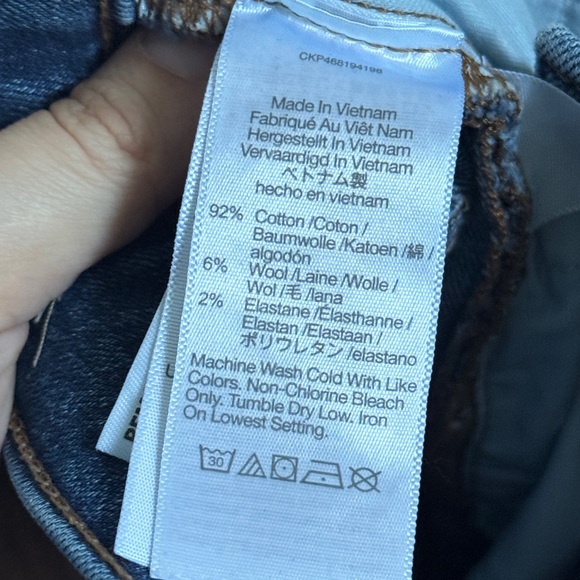 CKP468194196
Made In Vietnam
Fabriqué Au Viêt Nam
Hergestellt In Vietnam
Vervaardigd In Vietnam
ベトナム製
hecho en vietnam
92% Cotton /Coton /
Baumwolle /Katoen /綿 /
algodón
6% Wool /Laine /Wolle /
Wol /毛 /lana
2% Elastane /Elasthanne /
Elastan /Elastaan /
ポリウレタン /elastano
Machine Wash Cold With Like
Colors. Non-Chlorine Bleach
Only. Tumble Dry Low. Iron
On Lowest Setting.
30